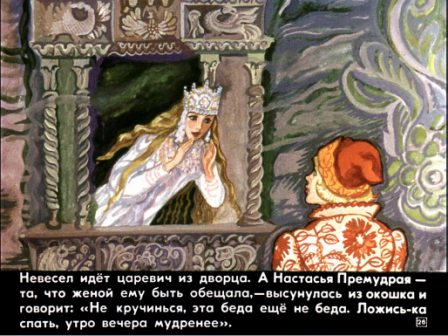 Невесел идёт царевич из дворца. А Настасья Премудрая —
та, что женой ему быть обещала,—высунулась из окошка и
говорит: «Не кручинься, эта беда ещё не беда. Ложись-ка
спать, утро вечера мудренее».
26